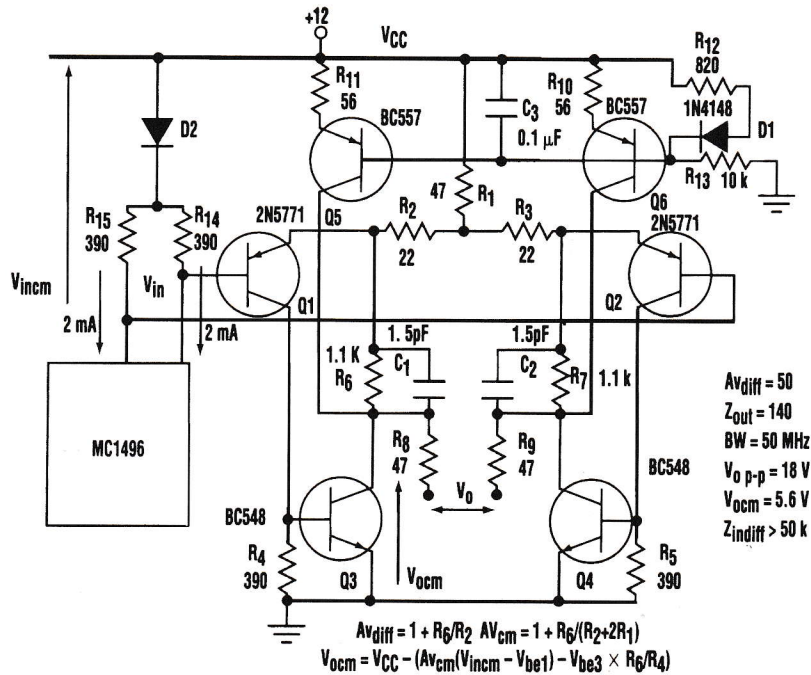 +12
VCC
R11
56
R10
56
R12
820
BC557
C3
0.1 µF
BC557
1N4148
D1
D2
R13
10 k
47
R1
Q5
Q6
R15
390
R14
390
2N5771
R2
22
R3
22
2N5771
Vincm
Vin
2 mA
2 mA
Q1
Q2
1.5pF
1.5pF
1.1 K
R6
C1
C2
R7
1.1 k
MC1496
R8
47
R9
47
Vo
BC548
BC548
R4
390
Q3
Vocm
Q4
R5
390
Avdiff = 50
Zout = 140
BW = 50 MHz
Vo p-p = 18 V
Vocm = 5.6 V
Zindiff > 50 k
Avdiff = 1 + R6/R2 AVcm = 1 + R6/(R2+2R1)
Vocm = VCC – (Avcm(Vincm – Vbe1) – Vbe3 × R6/R4)